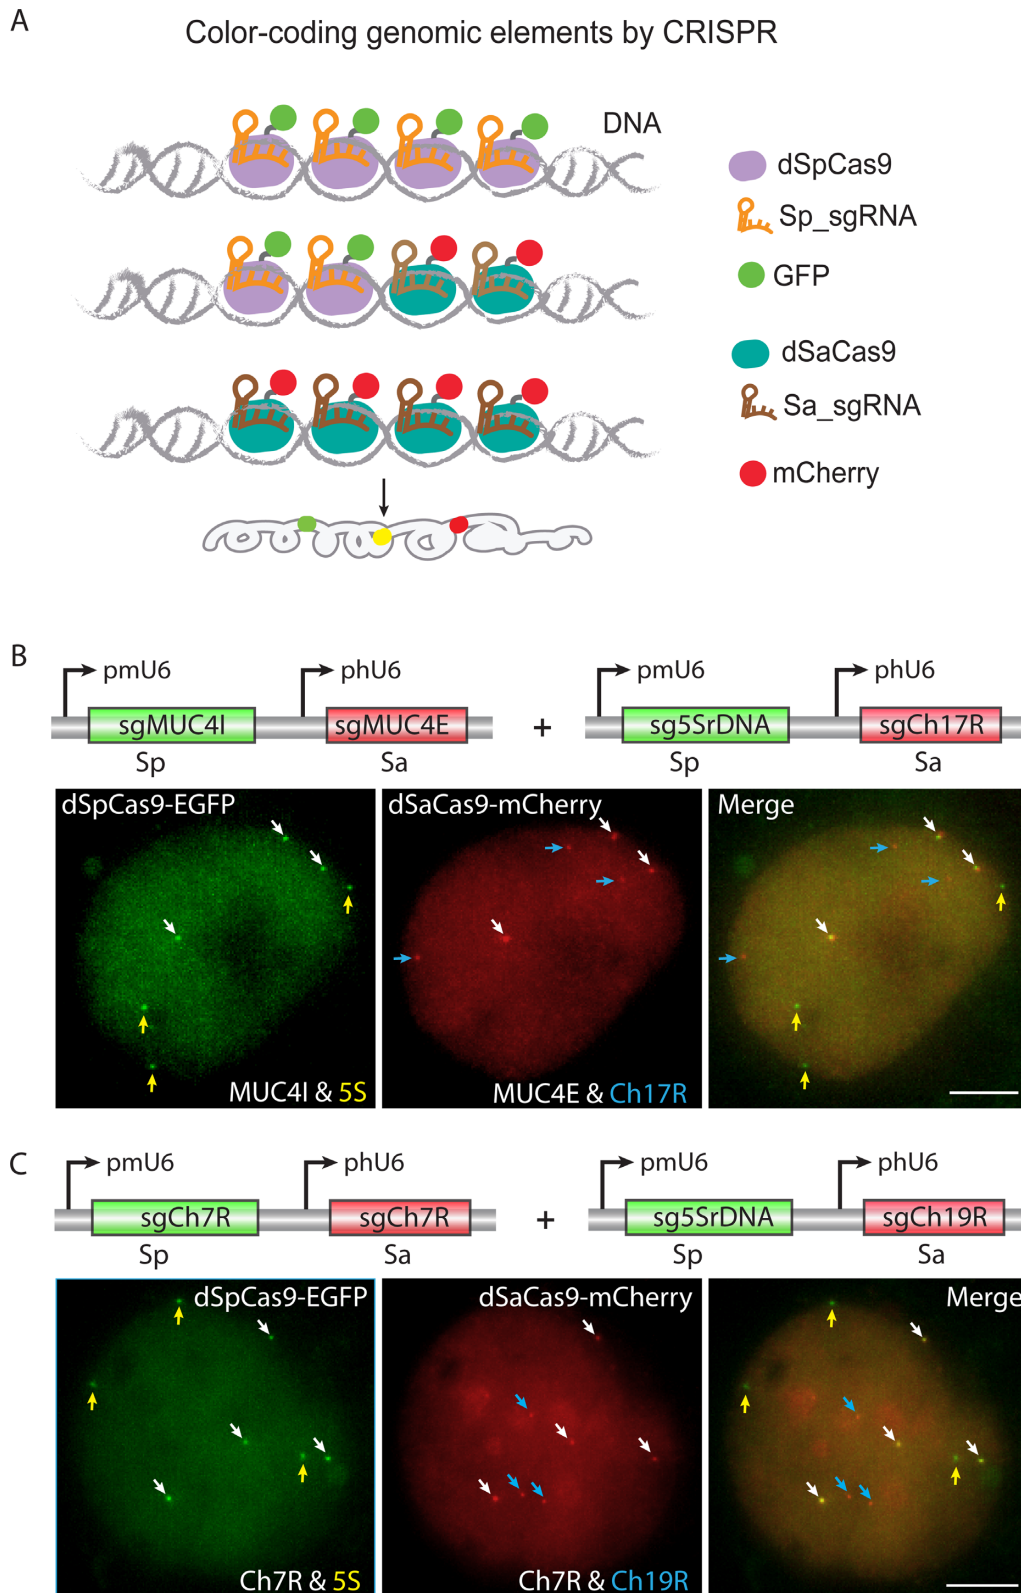 A
Color-coding genomic elements by CRISPR
DNA
dSpCas9
Sp_sgRNA
GFP
dSaCas9
Sa_sgRNA
mCherry
B
pmU6 phU6 pmU6 phU6
sgMUC4I sgMUC4E + sg5SrDNA sgCh17R
Sp Sa Sp Sa
dSpCas9-EGFP dSaCas9-mCherry Merge
MUC4I & 5S MUC4E & Ch17R
C
pmU6 phU6 pmU6 phU6
sgCh7R sgCh7R + sg5SrDNA sgCh19R
Sp Sa Sp Sa
dSpCas9-EGFP dSaCas9-mCherry Merge
Ch7R & 5S Ch7R & Ch19R